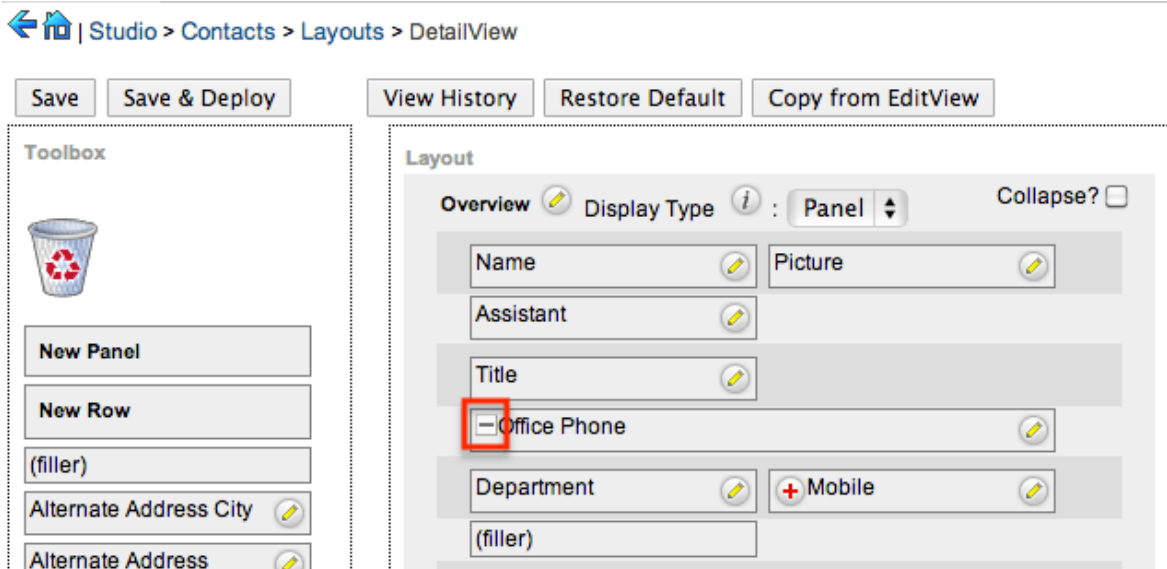 | Studio > Contacts > Layouts > DetailView
Save Save & Deploy View History Restore Default Copy from EditView
Toolbox
New Panel
New Row
(filler)
Alternate Address City
Alternate Address
Layout
Overview Display Type i : Panel Collapse?
Name Picture
Assistant
Title
Office Phone
Department Mobile
(filler)